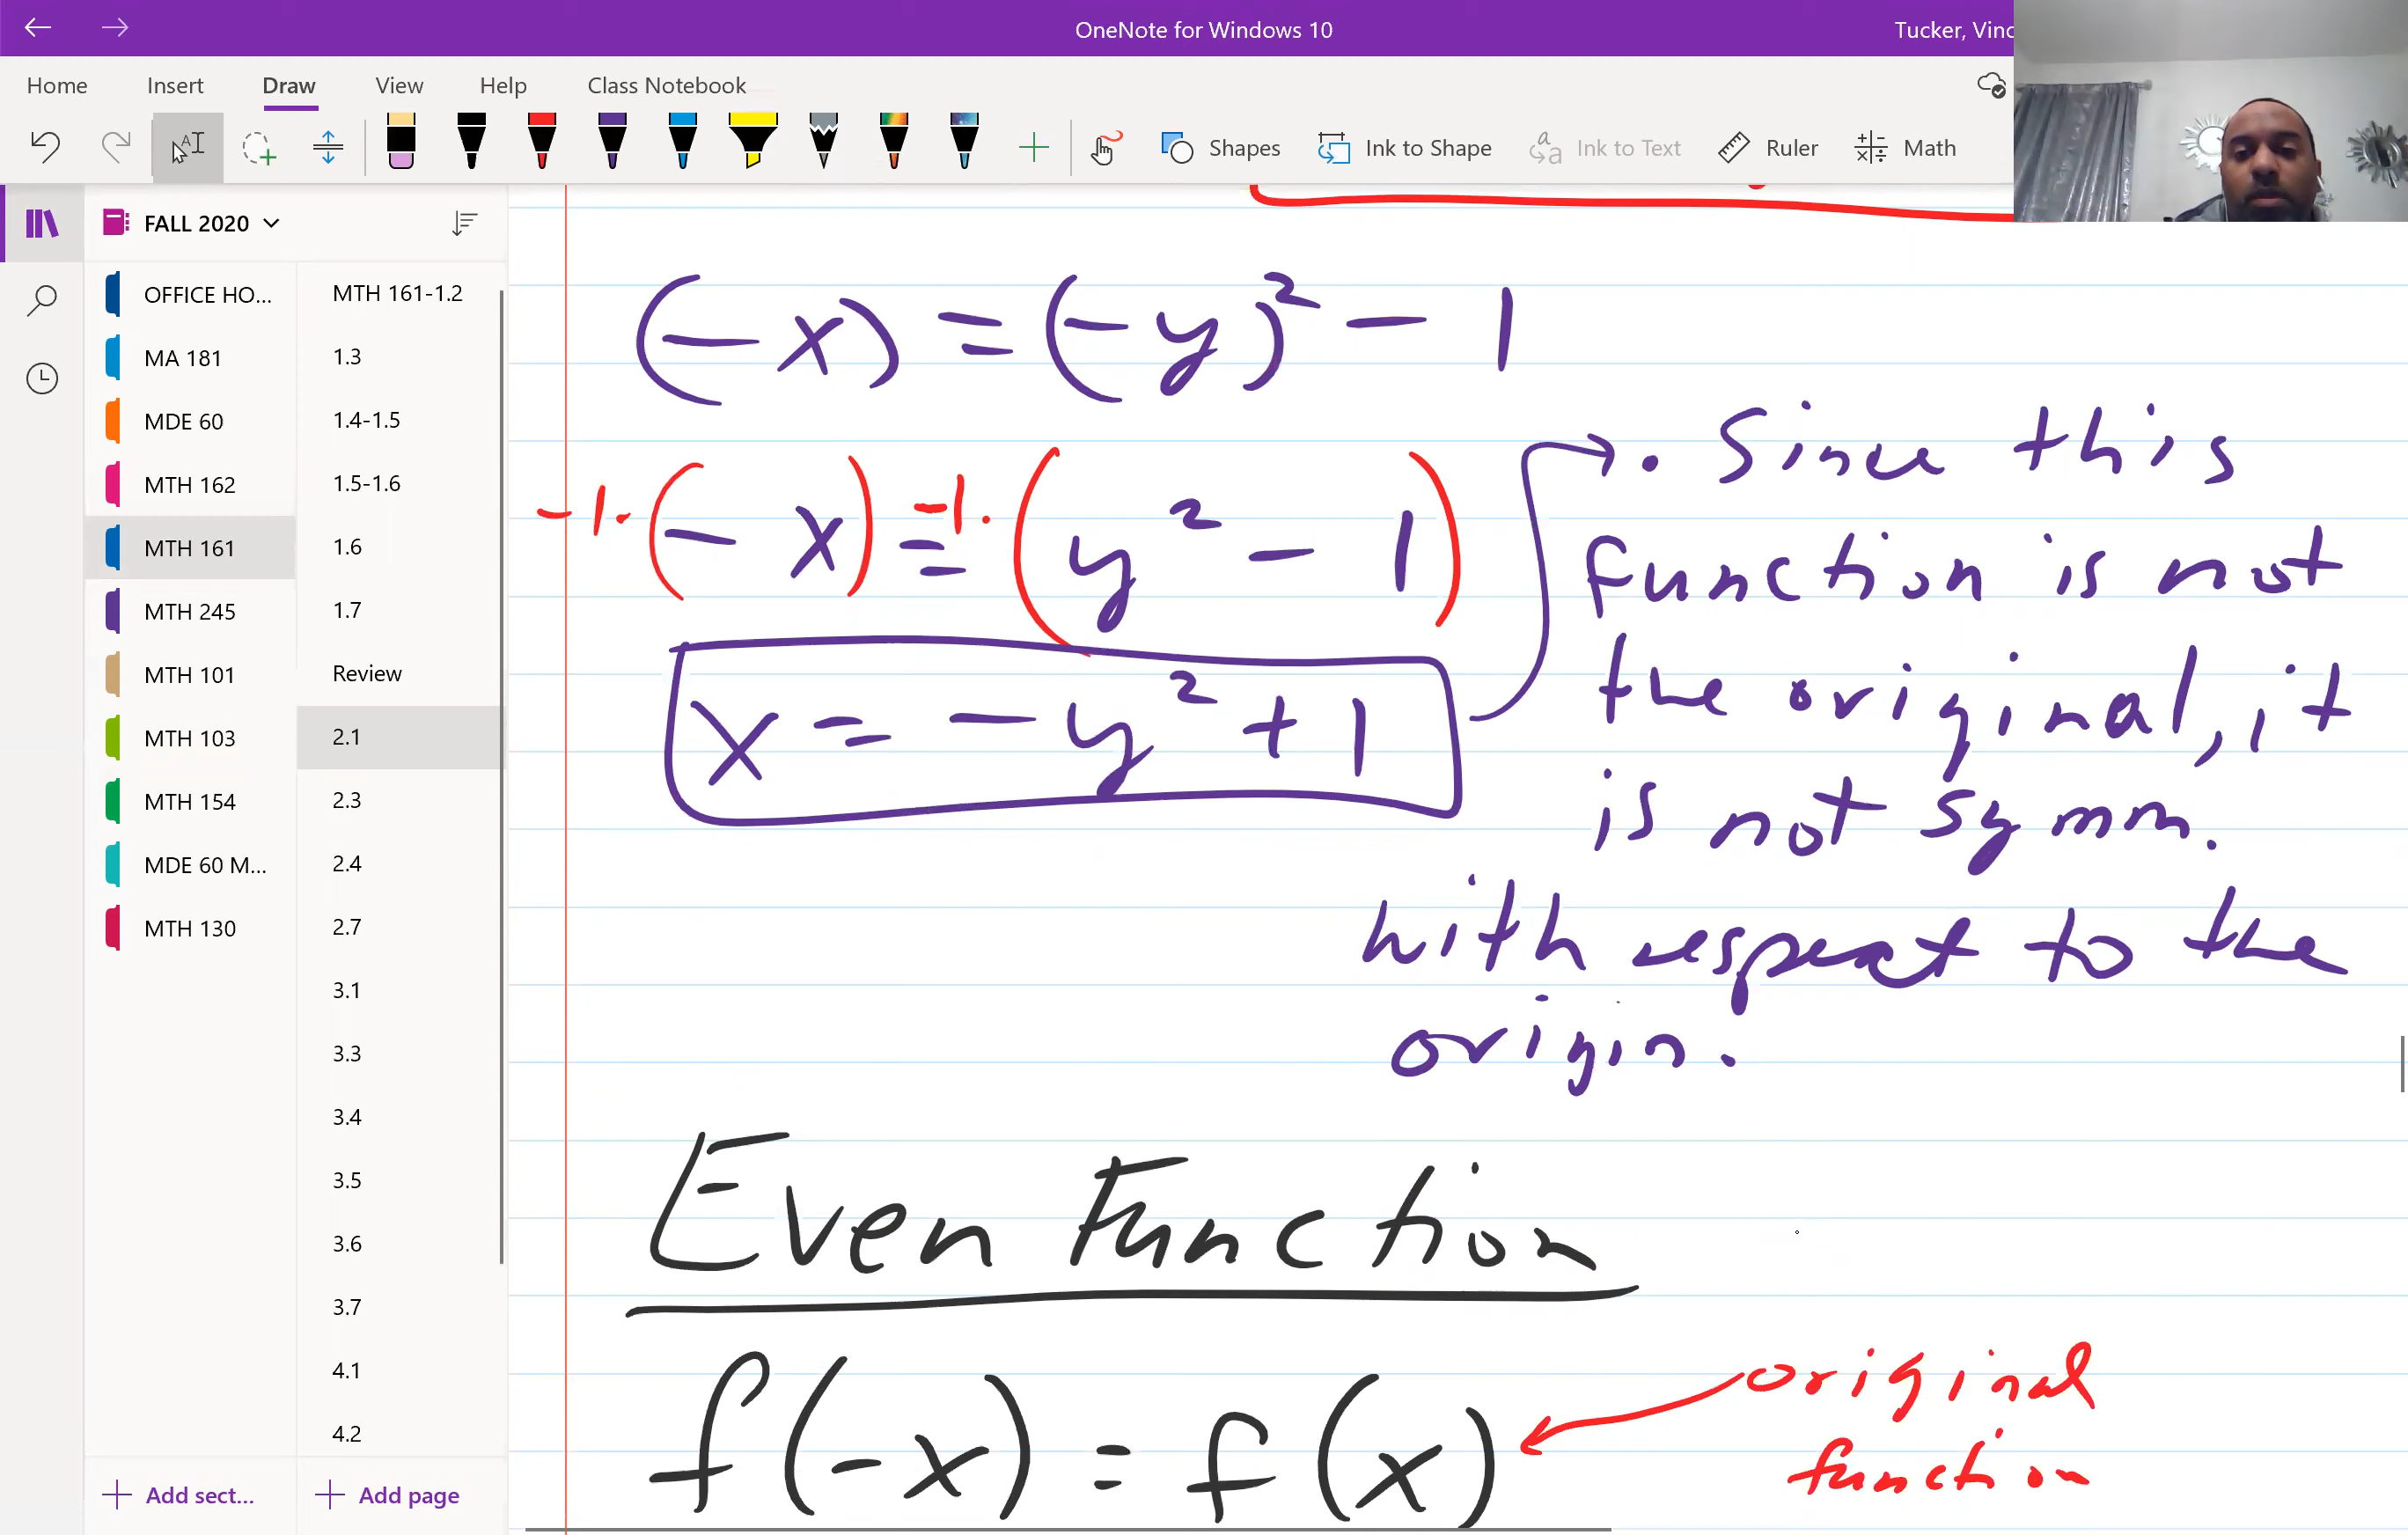 OneNote for Windows 10
Tucker, Vinc
Home Insert Draw View Help Class Notebook
Shapes Ink to Shape Ink to Text Ruler Math
FALL 2020
OFFICE HO...
MA 181
MDE 60
MTH 162
MTH 161
MTH 245
MTH 101
MTH 103
MTH 154
MDE 60 M...
MTH 130
Add sect...
MTH 161-1.2
1.3
1.4-1.5
1.5-1.6
1.6
1.7
Review
2.1
2.3
2.4
2.7
3.1
3.3
3.4
3.5
3.6
3.7
4.1
4.2
Add page
(-x) = (-y)² - 1
-1·(-x) = -1·(y² - 1)
x = -y² + 1
• Since this
function is not
the original, it
is not symm.
with respect to the
origin.
Even Function
f(-x) = f(x)
original
function